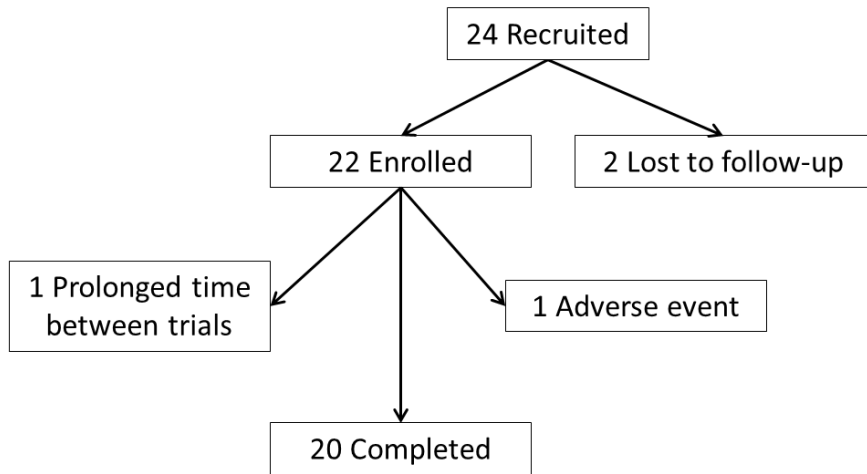 24 Recruited
22 Enrolled
2 Lost to follow-up
1 Prolonged time
between trials
1 Adverse event
20 Completed